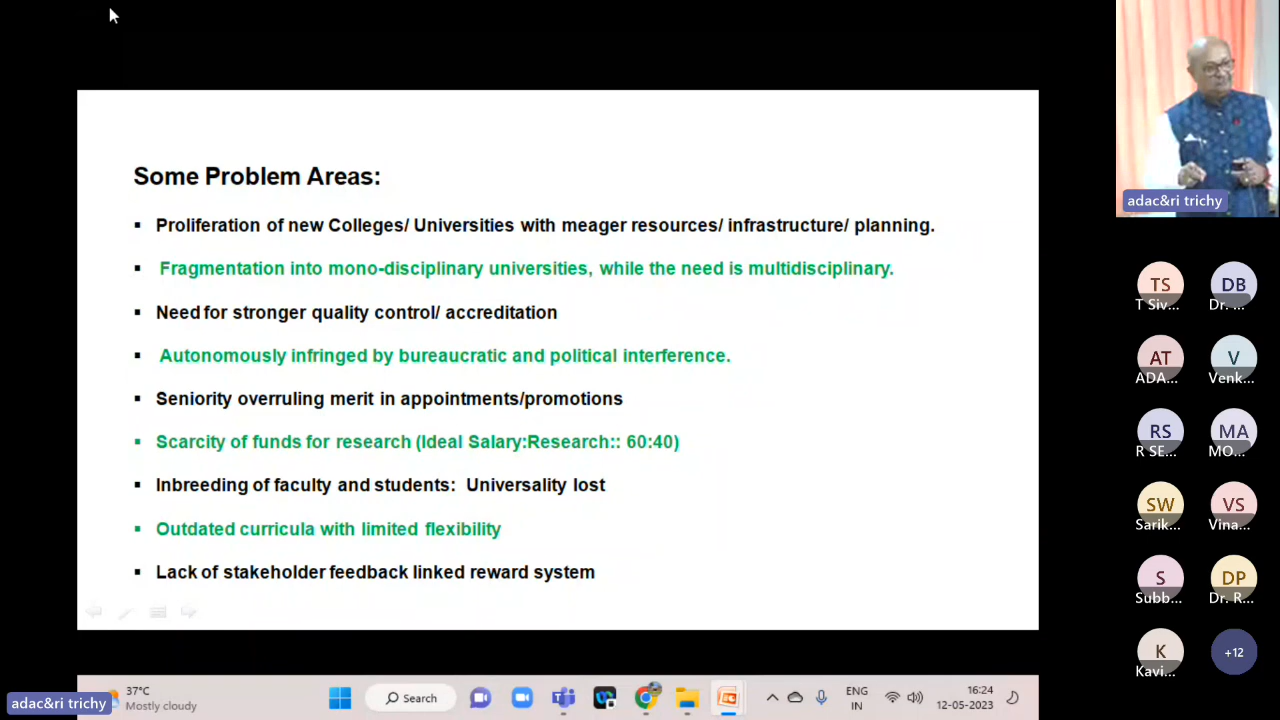 Some Problem Areas:
Proliferation of new Colleges/ Universities with meager resources/ infrastructure/ planning.
Fragmentation into mono-disciplinary universities, while the need is multidisciplinary.
Need for stronger quality control/ accreditation
Autonomously infringed by bureaucratic and political interference.
Seniority overruling merit in appointments/promotions
Scarcity of funds for research (Ideal Salary:Research:: 60:40)
Inbreeding of faculty and students: Universality lost
Outdated curricula with limited flexibility
Lack of stakeholder feedback linked reward system
adac&ri trichy
TS DB
T Siv... Dr. ...
AT V
ADA... Venk...
RS MA
R SE... MO...
SW VS
Sarik... Vina...
S DP
Subb... Dr. R...
K +12
Kavi...
adac&ri trichy
37°C
Mostly cloudy
Search
ENG
IN
16:24
12-05-2023